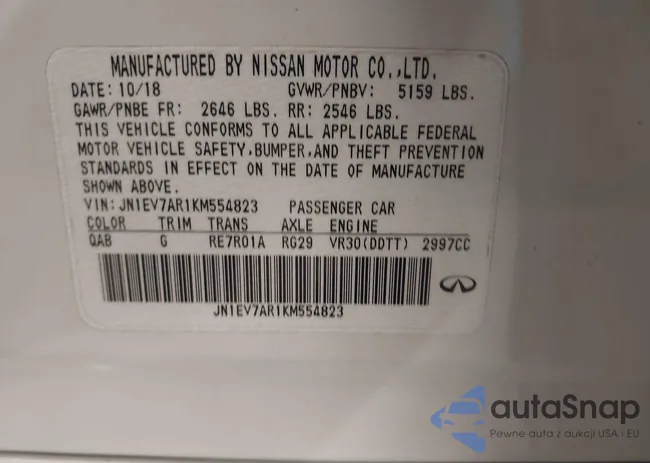 MANUFACTURED BY NISSAN MOTOR CO.,LTD.
DATE: 10/18 GVWR/PNBV: 5159 LBS.
GAWR/PNBE FR: 2646 LBS. RR: 2546 LBS.
THIS VEHICLE CONFORMS TO ALL APPLICABLE FEDERAL
MOTOR VEHICLE SAFETY,BUMPER,AND THEFT PREVENTION
STANDARDS IN EFFECT ON THE DATE OF MANUFACTURE
SHOWN ABOVE.
VIN: JN1EV7AR1KM554823 PASSENGER CAR
COLOR TRIM TRANS AXLE ENGINE
QAB G RE7R01A RG29 VR30(DDTT) 2997CC
JN1EV7AR1KM554823
autaSnap
Pewne auta z aukcji USA i EU